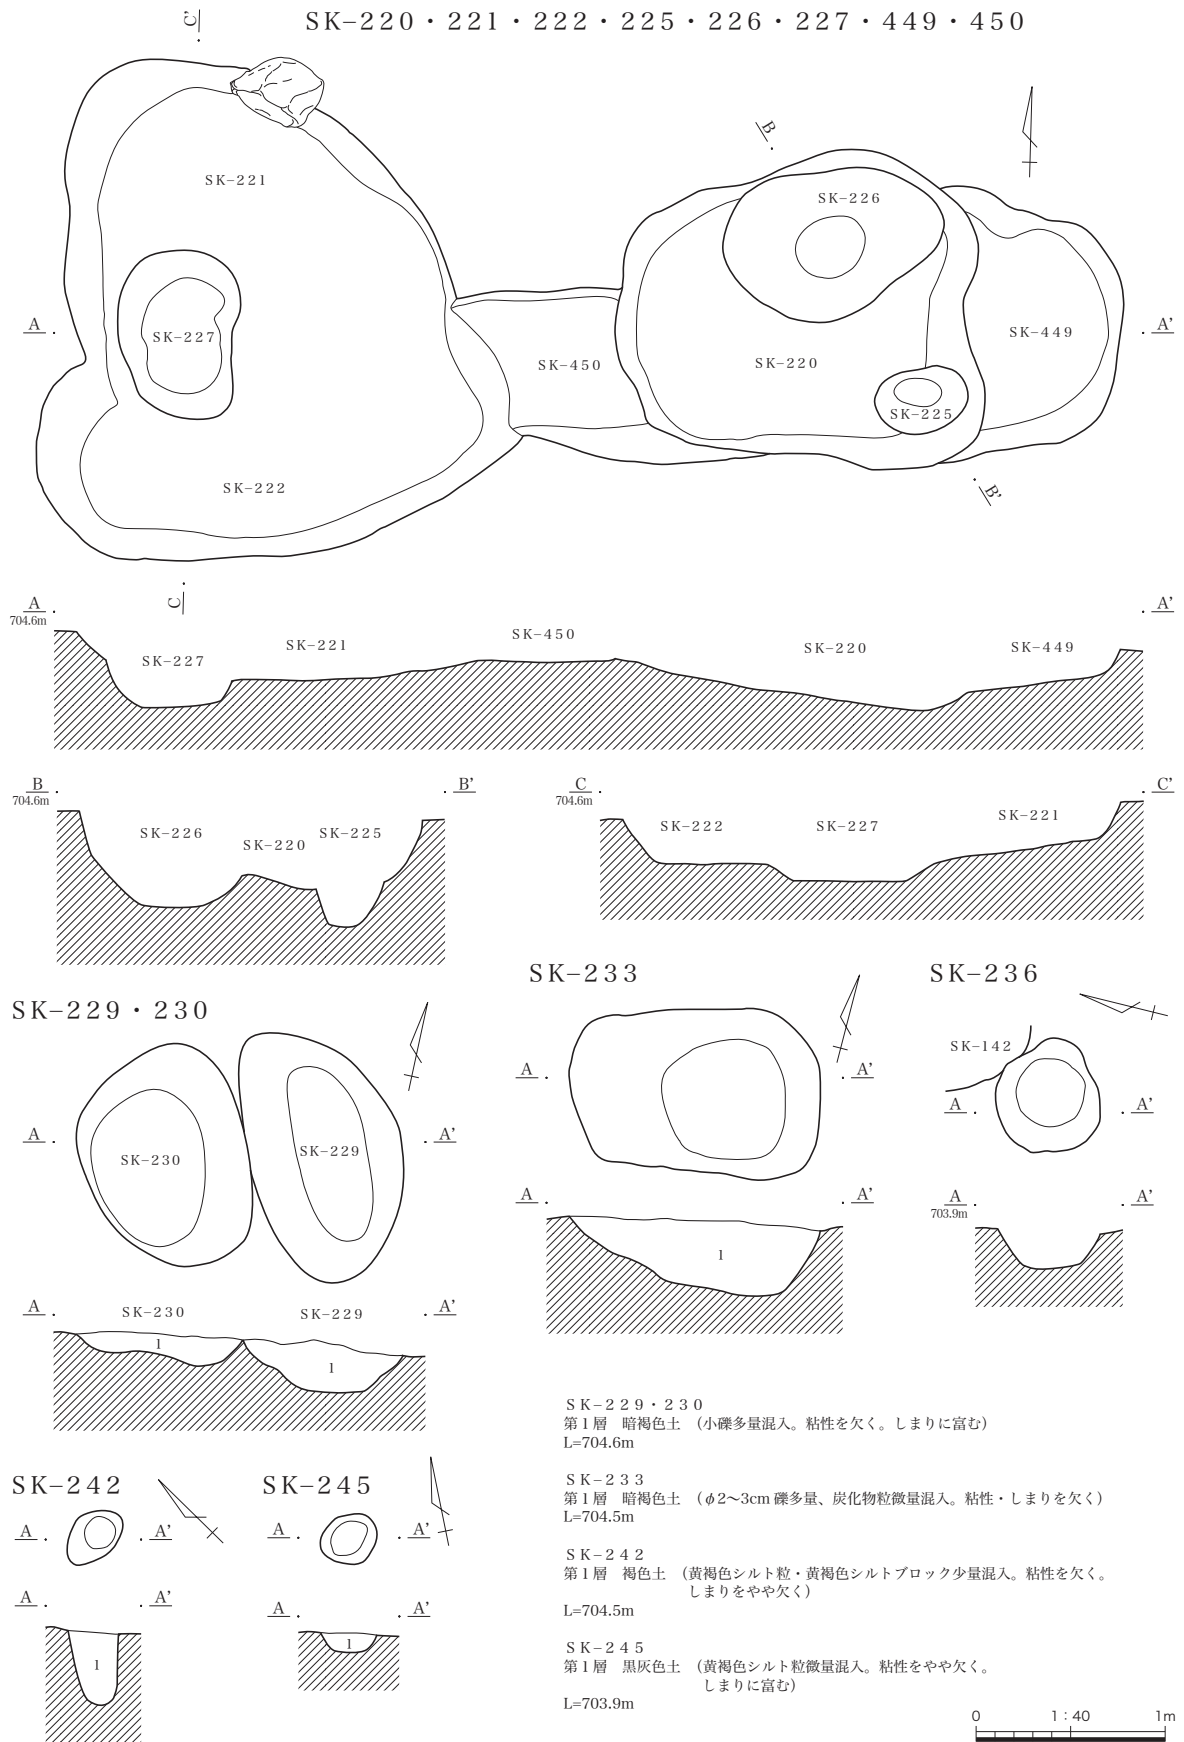 SK–220・221・222・225・226・227・449・450
C'
B
SK–221
SK–226
SK–227
A
A'
SK–449
SK–450
SK–220
SK–225
SK–222
B'
C
A
704.6m
A'
SK–227
SK–221
SK–450
SK–220
SK–449
B
704.6m
B'
SK–226
SK–220
SK–225
C
704.6m
C'
SK–222
SK–227
SK–221
SK–229・230
A
A'
SK–230
SK–229
A
A'
SK–230
SK–229
1
1
SK–233
A
A'
A
A'
1
SK–236
SK–142
A
A'
A
703.9m
A'
SK–242
A
A'
A
A'
1
SK–245
A
A'
A
A'
1
SK–229・230
第1層　暗褐色土　（小礫多量混入。粘性を欠く。しまりに富む）
L=704.6m
SK–233
第1層　暗褐色土　（φ2～3cm 礫多量、炭化物粒微量混入。粘性・しまりを欠く）
L=704.5m
SK–242
第1層　褐色土　（黄褐色シルト粒・黄褐色シルトブロック少量混入。粘性を欠く。
しまりをやや欠く）
L=704.5m
SK–245
第1層　黒灰色土　（黄褐色シルト粒微量混入。粘性をやや欠く。
しまりに富む）
L=703.9m
0　1：40　1m